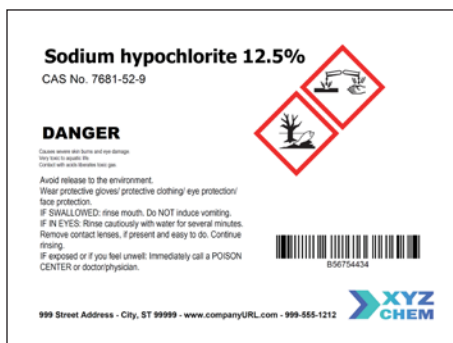 Sodium hypochlorite 12.5%
CAS No. 7681-52-9
DANGER
Causes severe skin burns and eye damage
Very toxic to aquatic life
Contact with acids liberates toxic gas
Avoid release to the environment.
Wear protective gloves/ protective clothing/ eye protection/
face protection.
IF SWALLOWED: rinse mouth. Do NOT induce vomiting.
IF IN EYES: Rinse cautiously with water for several minutes.
Remove contact lenses, if present and easy to do. Continue
rinsing.
IF exposed or if you feel unwell: Immediately call a POISON
CENTER or doctor/physician.
B56754434
999 Street Address - City, ST 99999 - www.companyURL.com - 999-555-1212
XYZ
CHEM